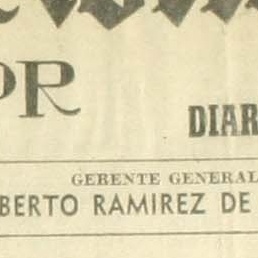 OR
DIAR
GERENTE GENERAL
BERTO RAMIREZ DE